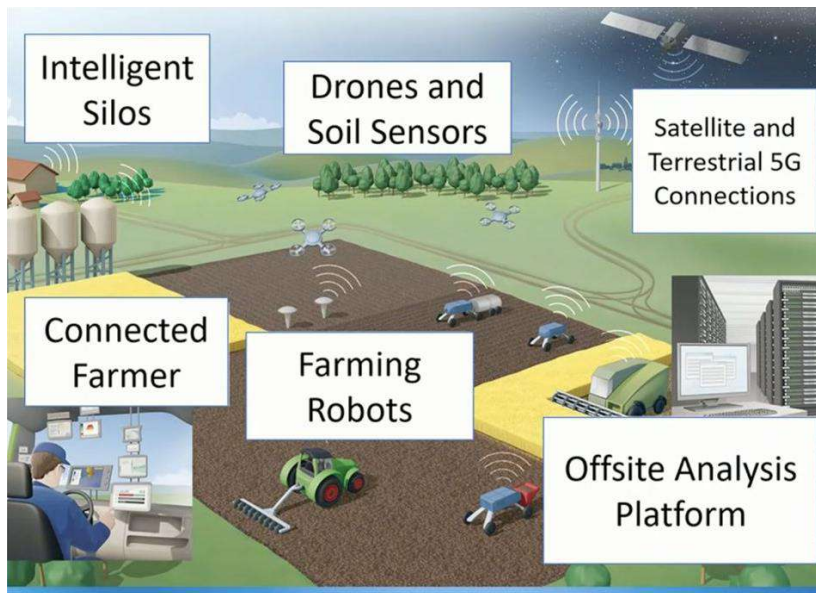 Intelligent
Silos
Drones and
Soil Sensors
Satellite and
Terrestrial 5G
Connections
Connected
Farmer
Farming
Robots
Offsite Analysis
Platform